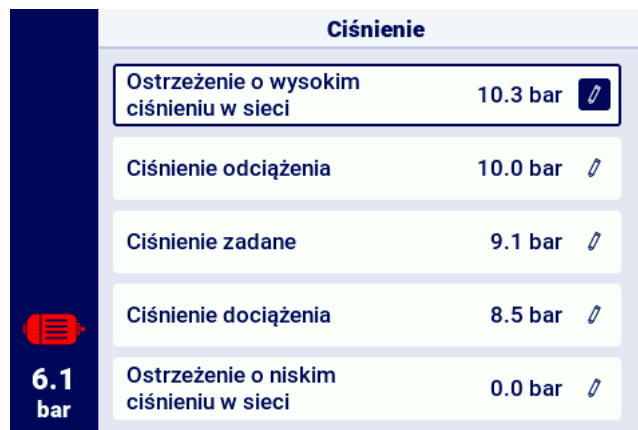 Ciśnienie
Ostrzeżenie o wysokim
ciśnieniu w sieci
10.3 bar
Ciśnienie odciążenia
10.0 bar
Ciśnienie zadane
9.1 bar
Ciśnienie dociążenia
8.5 bar
Ostrzeżenie o niskim
ciśnieniu w sieci
0.0 bar
6.1
bar